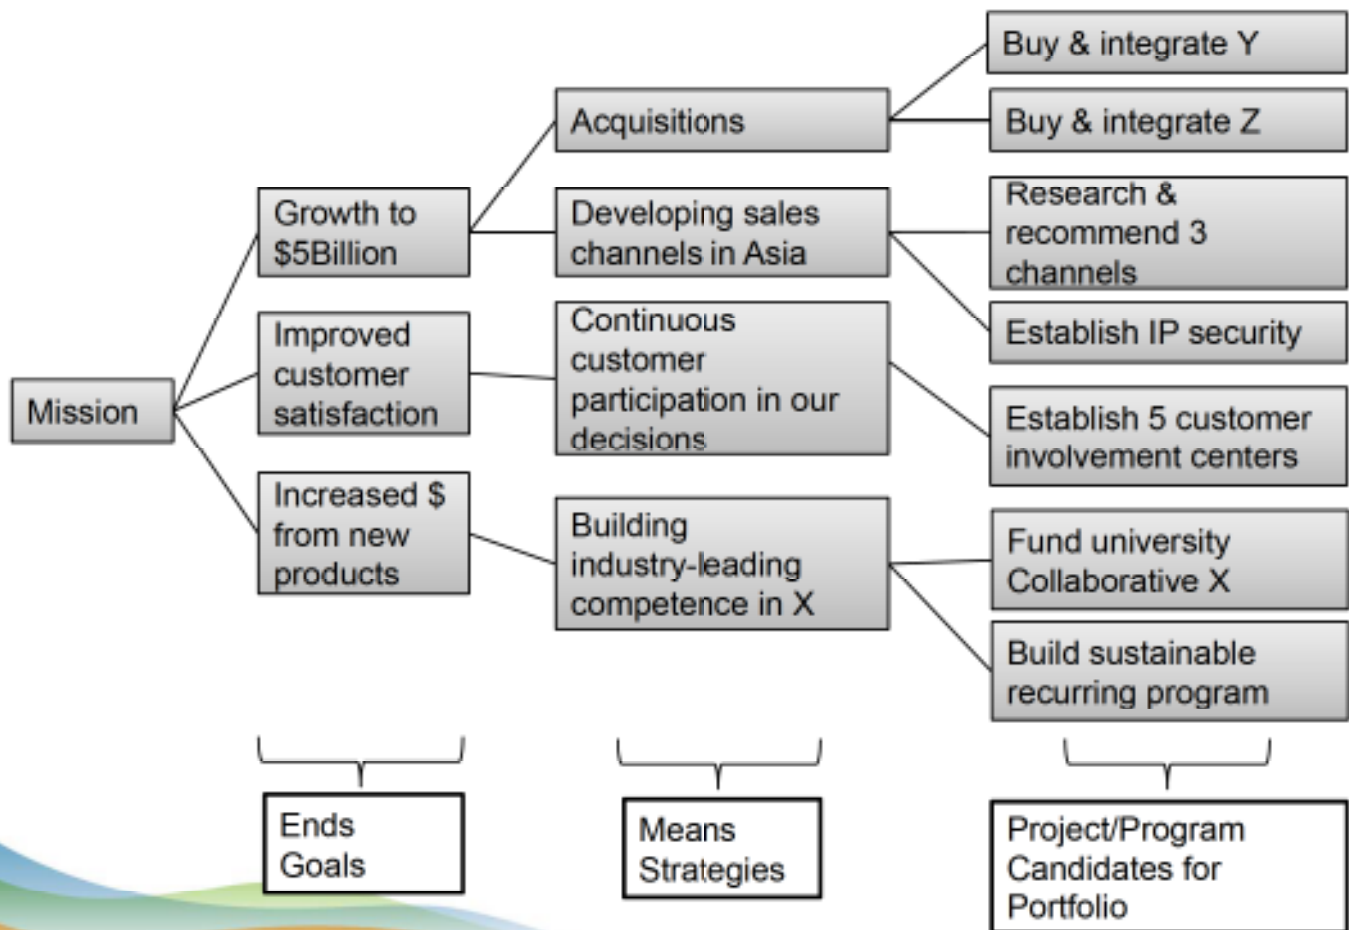 Mission
Growth to
$5Billion
Improved
customer
satisfaction
Increased $
from new
products
Acquisitions
Developing sales
channels in Asia
Continuous
customer
participation in our
decisions
Building
industry-leading
competence in X
Buy & integrate Y
Buy & integrate Z
Research &
recommend 3
channels
Establish IP security
Establish 5 customer
involvement centers
Fund university
Collaborative X
Build sustainable
recurring program
Ends
Goals
Means
Strategies
Project/Program
Candidates for
Portfolio